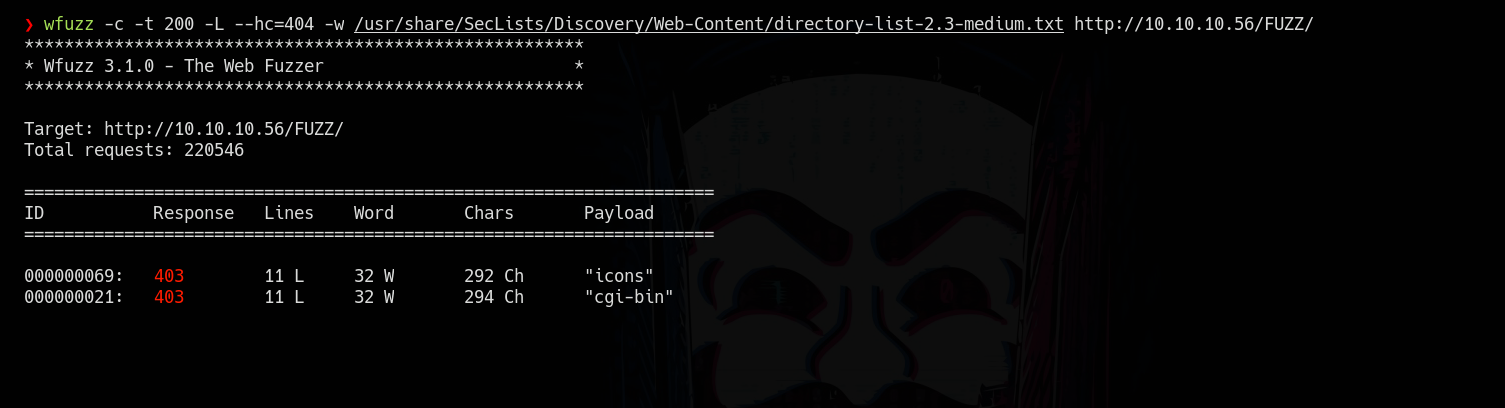 ❯ wfuzz -c -t 200 -L --hc=404 -w /usr/share/SecLists/Discovery/Web-Content/directory-list-2.3-medium.txt http://10.10.10.56/FUZZ/
********************************************************
* Wfuzz 3.1.0 - The Web Fuzzer                         *
********************************************************
Target: http://10.10.10.56/FUZZ/
Total requests: 220546
=====================================================================
ID           Response   Lines    Word       Chars       Payload
=====================================================================
000000069:   403        11 L     32 W       292 Ch      "icons"
000000021:   403        11 L     32 W       294 Ch      "cgi-bin"